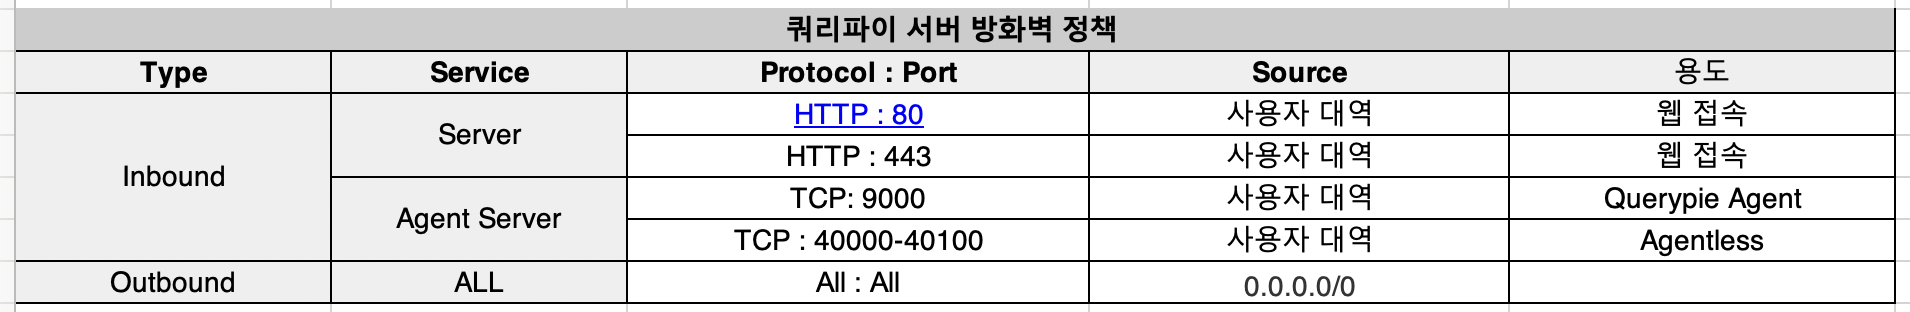 쿼리파이 서버 방화벽 정책
Type Service Protocol : Port Source 용도
Inbound Server HTTP : 80 사용자 대역 웹 접속
HTTP : 443 사용자 대역 웹 접속
Agent Server TCP: 9000 사용자 대역 Querypie Agent
TCP : 40000-40100 사용자 대역 Agentless
Outbound ALL All : All 0.0.0.0/0